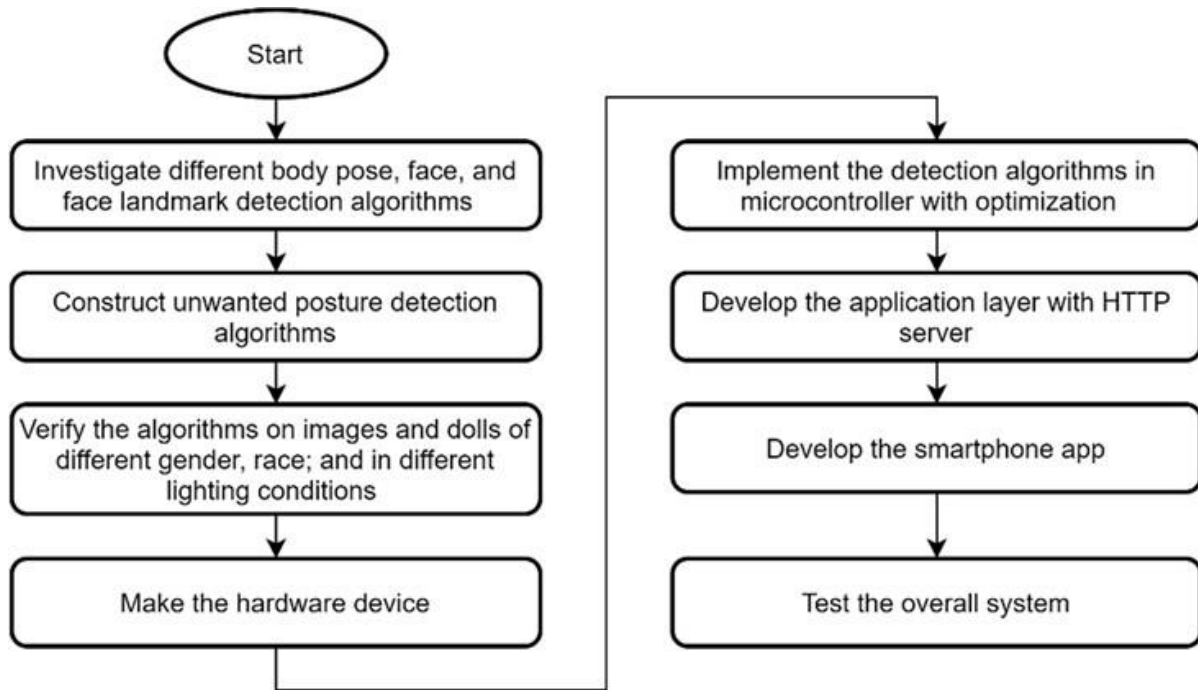 Start
Investigate different body pose, face, and
face landmark detection algorithms
Construct unwanted posture detection
algorithms
Verify the algorithms on images and dolls of
different gender, race; and in different
lighting conditions
Make the hardware device
Implement the detection algorithms in
microcontroller with optimization
Develop the application layer with HTTP
server
Develop the smartphone app
Test the overall system